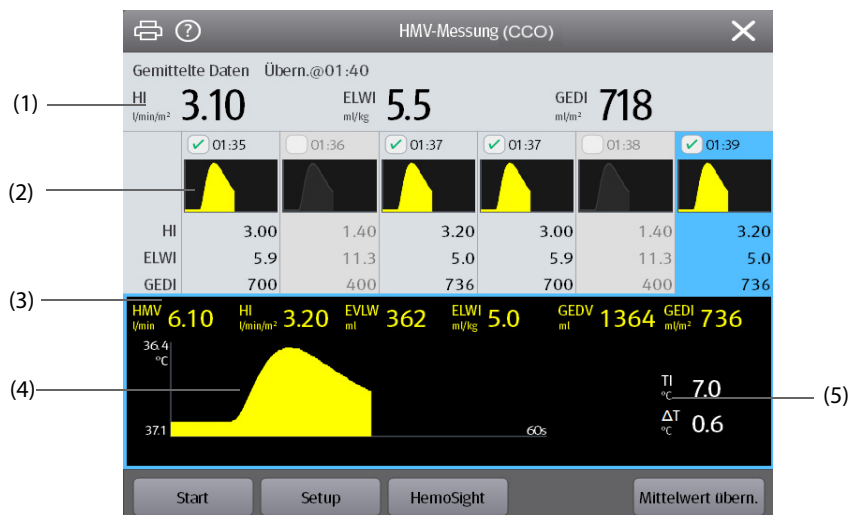 HMV-Messung (CCO)
Gemittelte Daten Übern.@01:40
(1)
HI l/min/m² 3.10 ELWI ml/kg 5.5 GEDI ml/m² 718
01:35 01:36 01:37 01:37 01:38 01:39
(2)
HI 3.00 1.40 3.20 3.00 1.40 3.20
ELWI 5.9 11.3 5.0 5.9 11.3 5.0
GEDI 700 400 736 700 400 736
(3)
HMV l/min 6.10 HI l/min/m² 3.20 EVLW ml 362 ELWI ml/kg 5.0 GEDV ml 1364 GEDI ml/m² 736
36.4
°C
(4)
TI °C 7.0
(5)
ΔT °C 0.6
37.1 60s
Start Setup HemoSight Mittelwert übern.